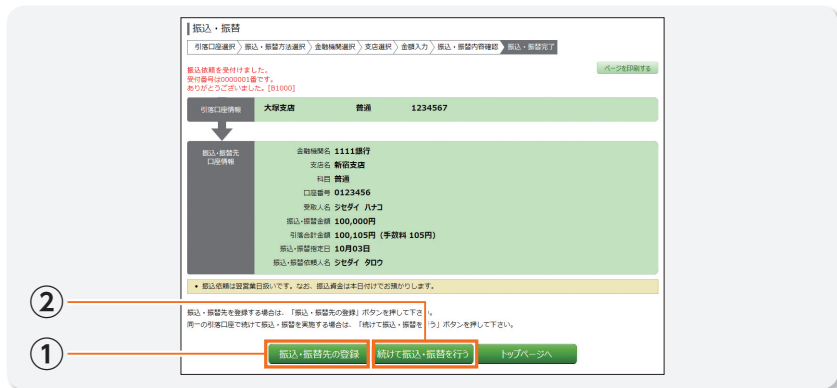 振込・振替
引落口座選択 〉振込・振替方法選択 〉金融機関選択 〉支店選択 〉金額入力 〉振込・振替内容確認 〉振込・振替完了
振込依頼を受付けました。
受付番号は0000001番です。
ありがとうございました。[B1000]
ページを印刷する
引落口座情報 大塚支店 普通 1234567
振込・振替先
口座情報
金融機関名 1111銀行
支店名 新宿支店
科目 普通
口座番号 0123456
受取人名 ジセダイ ハナコ
振込・振替金額 100,000円
引落合計金額 100,105円（手数料 105円）
振込・振替指定日 10月03日
振込・振替依頼人名 ジセダイ タロウ
• 振込依頼は翌営業日扱いです。なお、振込資金は本日付けでお預かりします。
振込・振替先を登録する場合は、「振込・振替先の登録」ボタンを押して下さい。
同一の引落口座で続けて振込・振替を実施する場合は、「続けて振込・振替を行う」ボタンを押して下さい。
②
① 振込・振替先の登録 続けて振込・振替を行う トップページへ